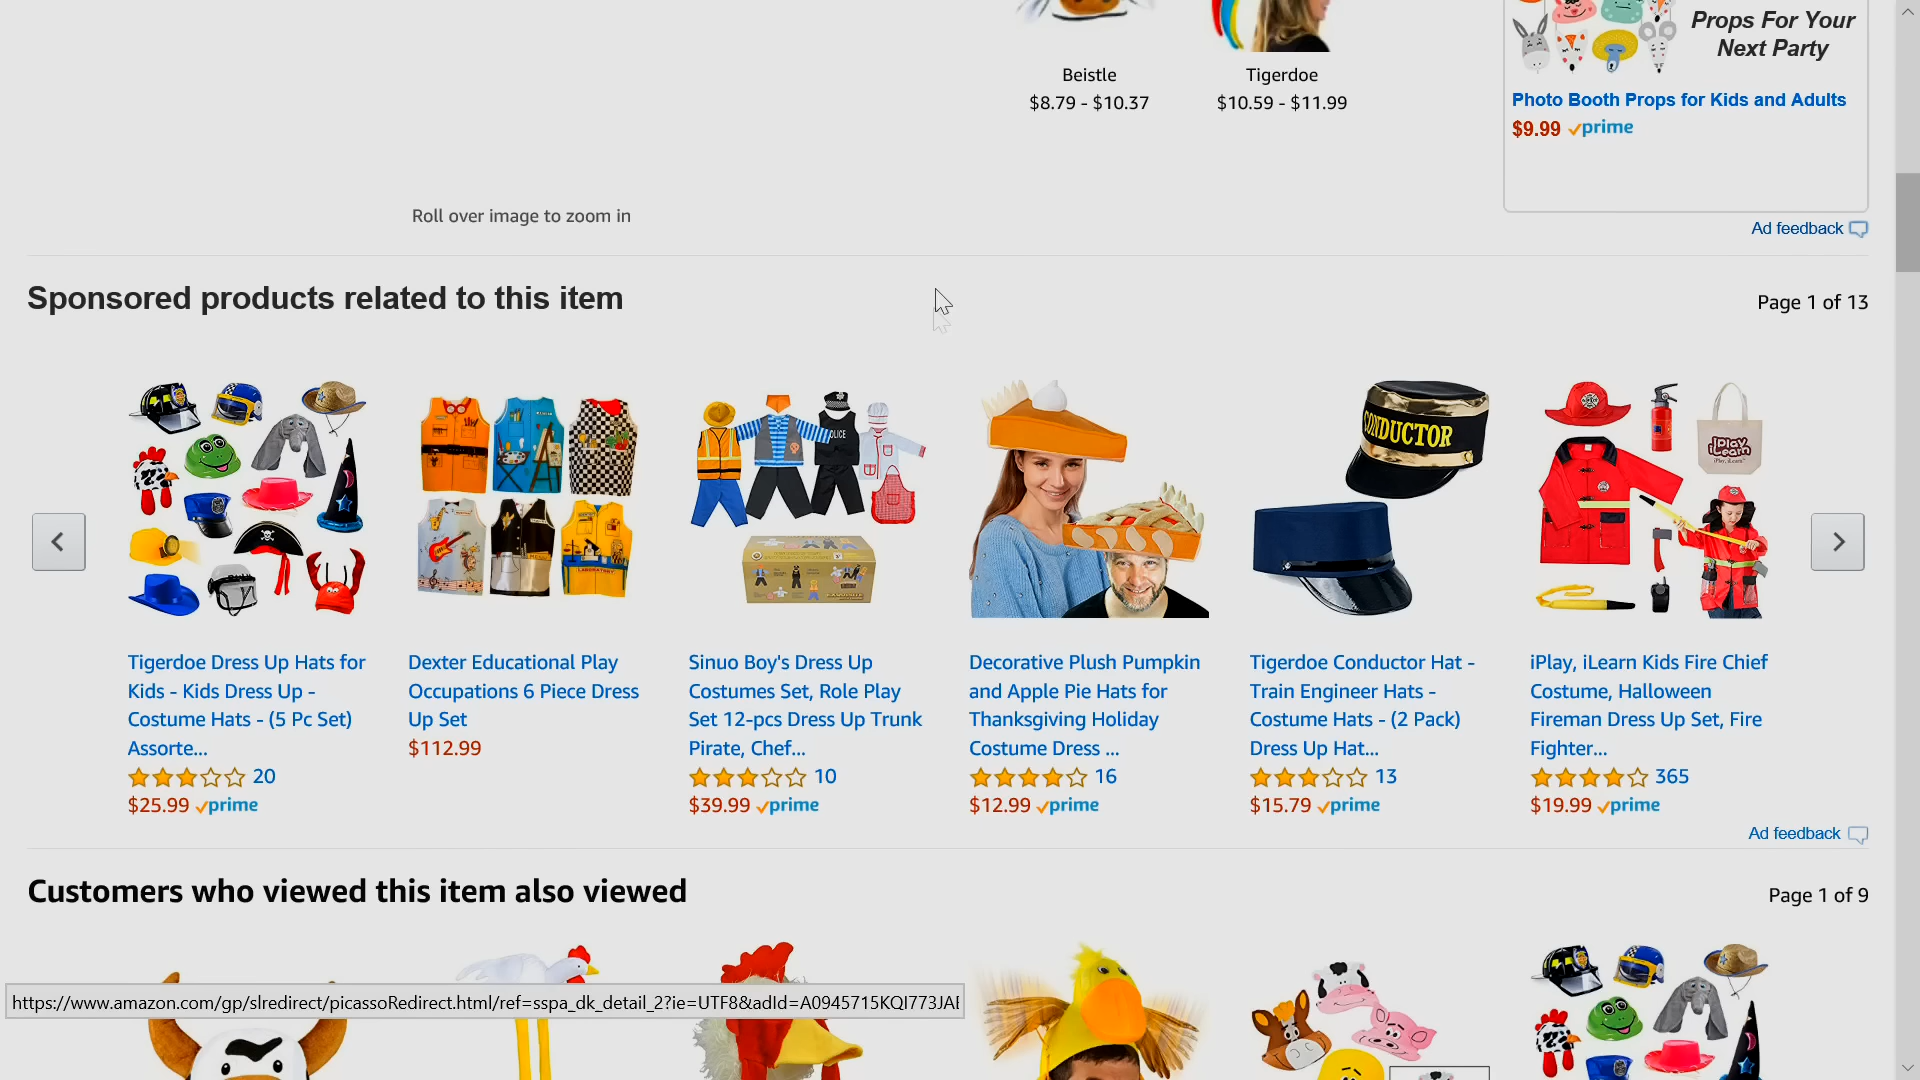 Props For Your
Next Party
Beistle
$8.79 - $10.37
Tigerdoe
$10.59 - $11.99
Photo Booth Props for Kids and Adults
$9.99 prime
Roll over image to zoom in
Ad feedback
Sponsored products related to this item
Page 1 of 13
CONDUCTOR
POLICE
iPlay
iLearn
LABORATORY
Tigerdoe Dress Up Hats for
Kids - Kids Dress Up -
Costume Hats - (5 Pc Set)
Assorte...
20
$25.99 prime
Dexter Educational Play
Occupations 6 Piece Dress
Up Set
$112.99
Sinuo Boy's Dress Up
Costumes Set, Role Play
Set 12-pcs Dress Up Trunk
Pirate, Chef...
10
$39.99 prime
Decorative Plush Pumpkin
and Apple Pie Hats for
Thanksgiving Holiday
Costume Dress ...
16
$12.99 prime
Tigerdoe Conductor Hat -
Train Engineer Hats -
Costume Hats - (2 Pack)
Dress Up Hat...
13
$15.79 prime
iPlay, iLearn Kids Fire Chief
Costume, Halloween
Fireman Dress Up Set, Fire
Fighter...
365
$19.99 prime
Ad feedback
Customers who viewed this item also viewed
Page 1 of 9
https://www.amazon.com/gp/slredirect/picassoRedirect.html/ref=sspa_dk_detail_2?ie=UTF8&adId=A0945715KQI773JAE